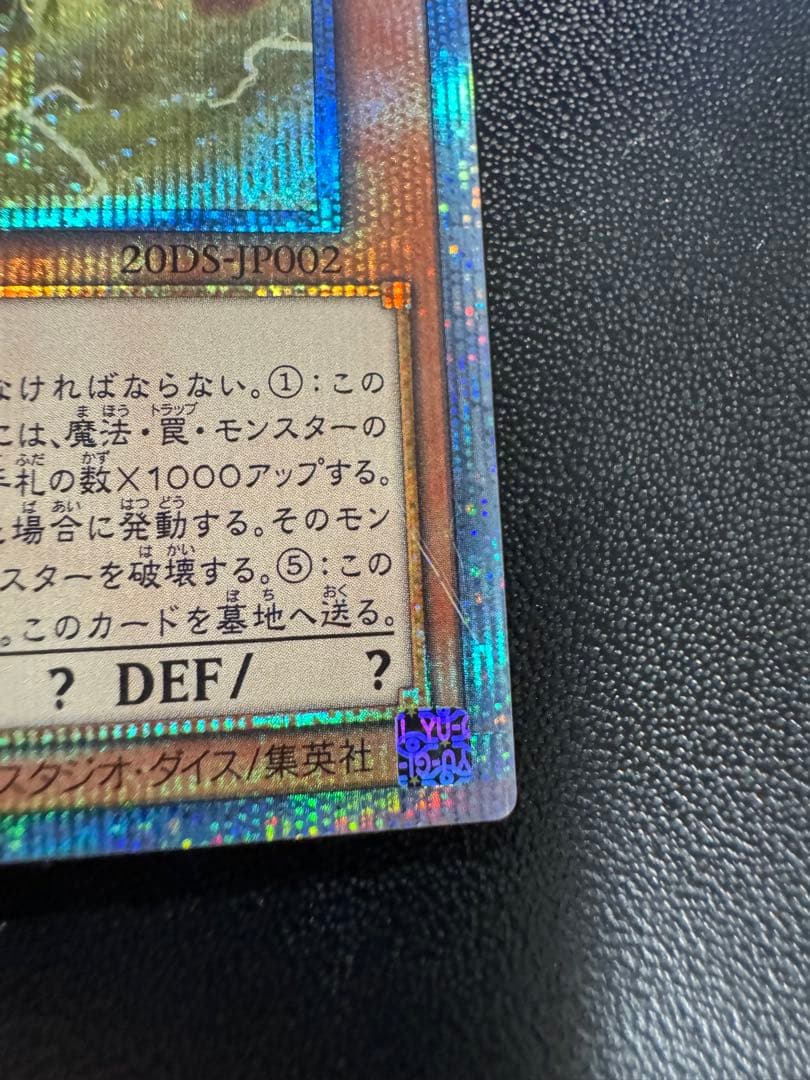 20DS-JP002
なければならない。①：この
には、魔法・罠・モンスターの
手札の数×1000アップする。
場合に発動する。そのモン
スターを破壊する。⑤：この
。このカードを墓地へ送る。
? DEF/ ?
スタジオ・ダイス/集英社
YU-G
YU-GI-